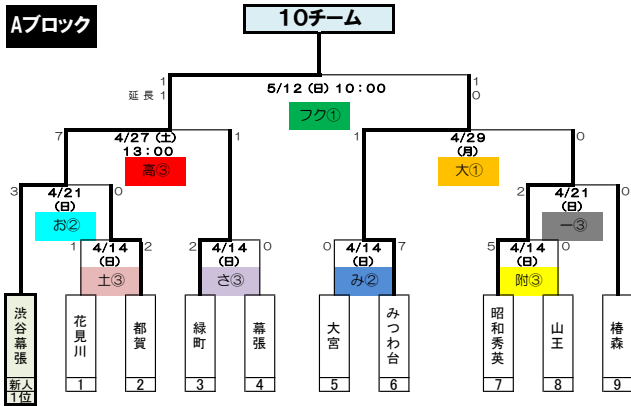 Aブロック
10チーム
1 1
延長 1 5/12(日)10:00 0
フク①
7 4/27(土) 1 1 4/29 0
13:00 (月)
高③ 大①
3 4/21 0 2 4/21 0
(日) (日)
お② 一③
1 4/14 2 2 4/14 0 0 4/14 7 5 4/14 0
(日) (日) (日) (日)
土③ さ③ み② 附③
渋谷幕張 花見川 都賀 緑町 幕張 大宮 みつわ台 昭和秀英 山王 椿森
新人 1 2 3 4 5 6 7 8 9
1位